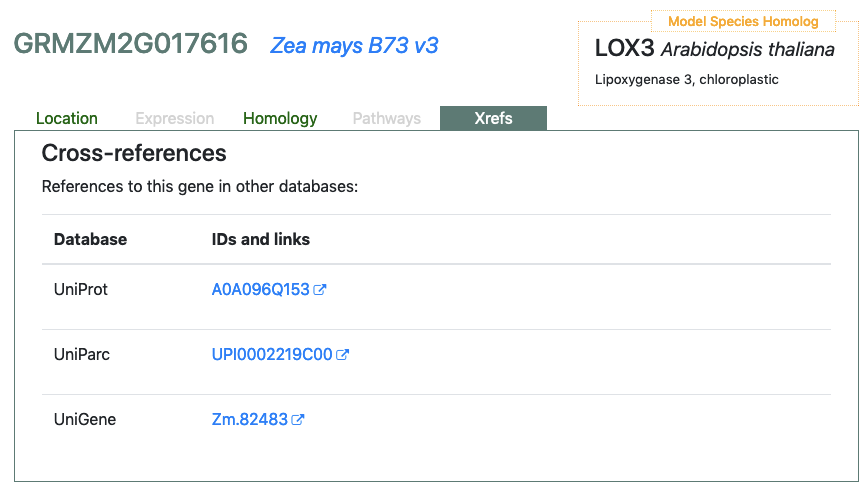 GRMZM2G017616 Zea mays B73 v3
Model Species Homolog
LOX3 Arabidopsis thaliana
Lipoxygenase 3, chloroplastic
Location Expression Homology Pathways Xrefs
Cross-references
References to this gene in other databases:
Database IDs and links
UniProt A0A096Q153
UniParc UPI0002219C00
UniGene Zm.82483